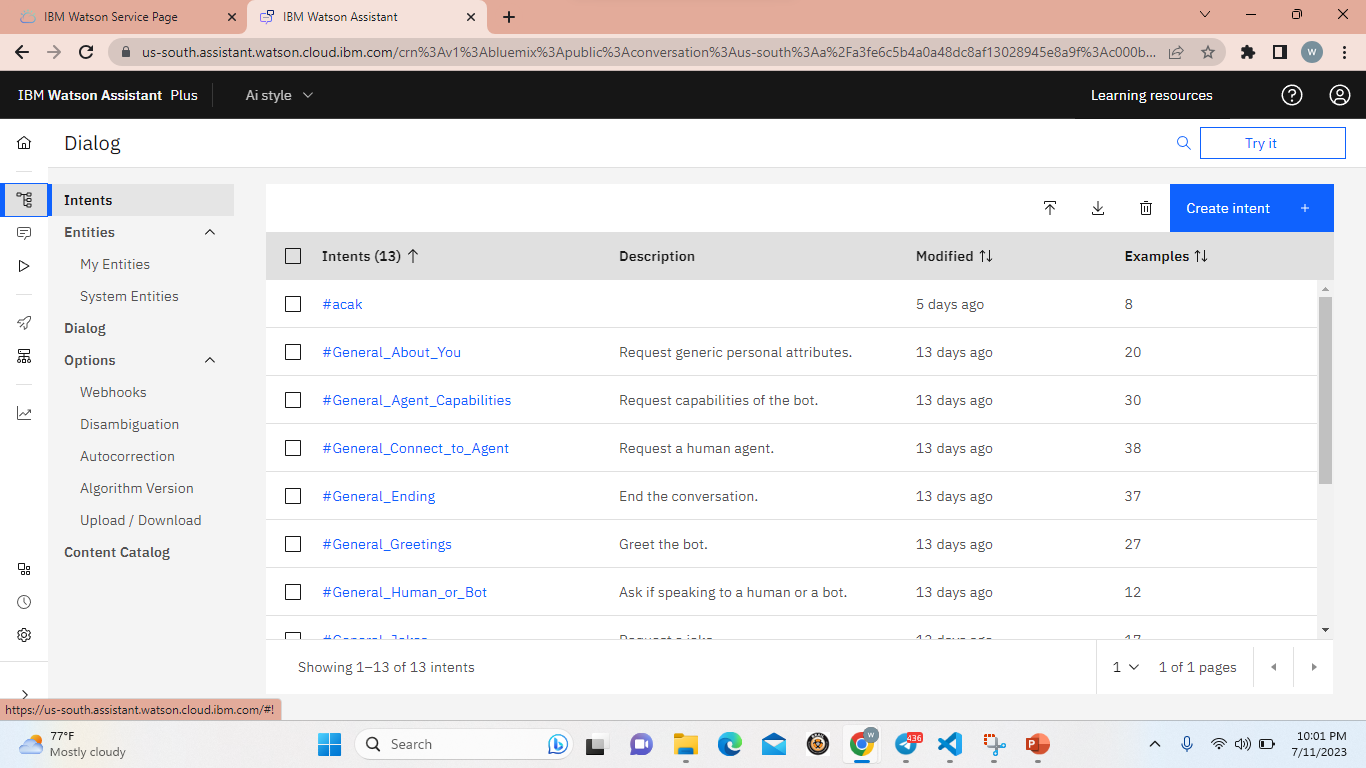 IBM Watson Service Page
IBM Watson Assistant
us-south.assistant.watson.cloud.ibm.com/crn%3Av1%3Abluemix%3Apublic%3Aconversation%3Aus-south%3Aa%2Fa3fe6c5b4a0a48dc8af13028945e8a9f%3Ac000b...
W
IBM Watson Assistant Plus
Ai style
Learning resources
Dialog
Try it
Intents
Entities
My Entities
System Entities
Dialog
Options
Webhooks
Disambiguation
Autocorrection
Algorithm Version
Upload / Download
Content Catalog
Create intent +
Intents (13) Description Modified Examples
#acak 5 days ago 8
#General_About_You Request generic personal attributes. 13 days ago 20
#General_Agent_Capabilities Request capabilities of the bot. 13 days ago 30
#General_Connect_to_Agent Request a human agent. 13 days ago 38
#General_Ending End the conversation. 13 days ago 37
#General_Greetings Greet the bot. 13 days ago 27
#General_Human_or_Bot Ask if speaking to a human or a bot. 13 days ago 12
#General_Jokes Request a joke. 13 days ago 17
Showing 1–13 of 13 intents
1 1 of 1 pages
https://us-south.assistant.watson.cloud.ibm.com/#!
77°F
Mostly cloudy
Search
W
436
10:01 PM
7/11/2023